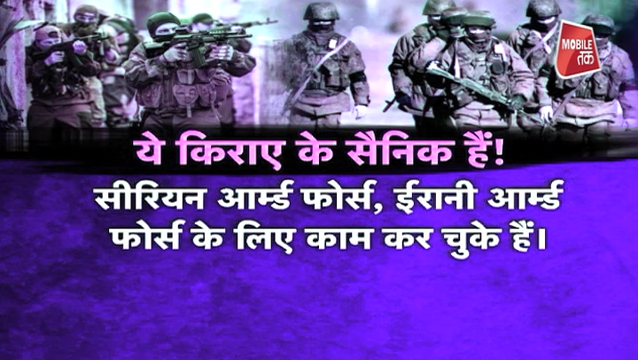 MOBILE
तक
ये किराए के सैनिक हैं!
सीरियन आर्म्ड फोर्स, ईरानी आर्म्ड
फोर्स के लिए काम कर चुके हैं।